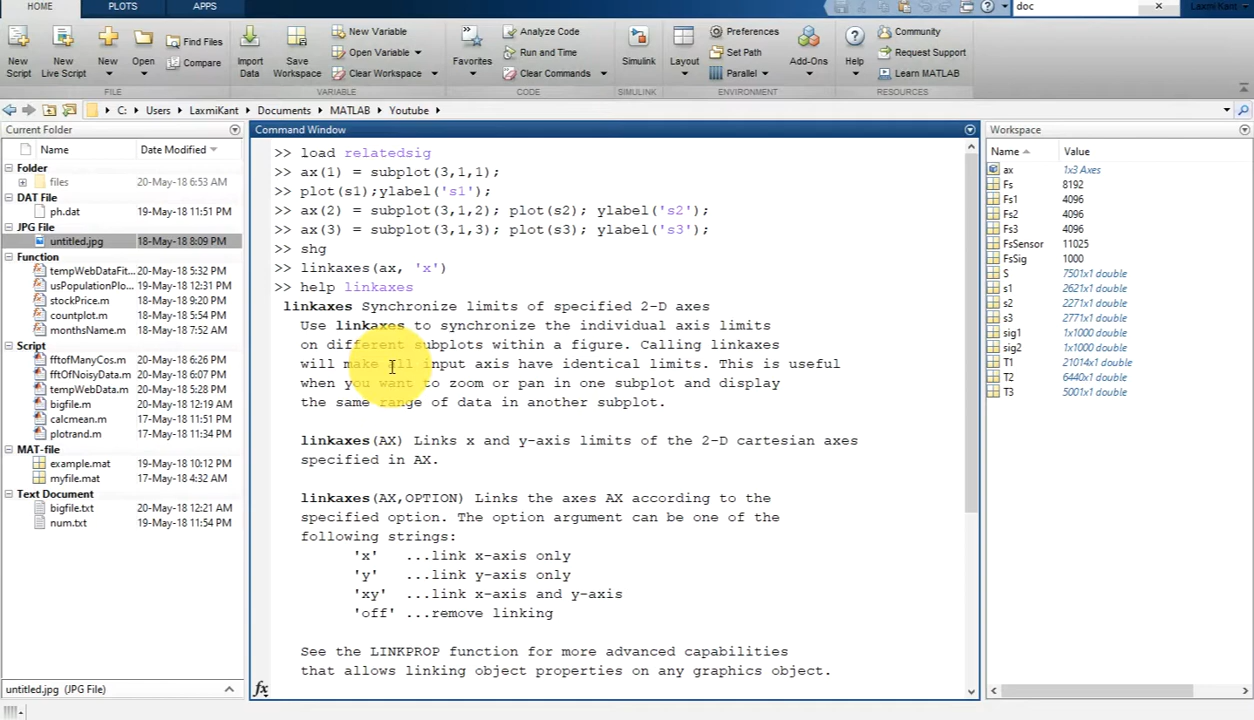 HOME PLOTS APPS
doc
Laxmi Kant
New Script
New Live Script
New
Open
Find Files
Compare
Import Data
Save Workspace
New Variable
Open Variable
Clear Workspace
Favorites
Analyze Code
Run and Time
Clear Commands
Simulink
Layout
Preferences
Set Path
Parallel
Add-Ons
Help
Community
Request Support
Learn MATLAB
FILE VARIABLE CODE SIMULINK ENVIRONMENT RESOURCES
C: Users LaxmiKant Documents MATLAB Youtube
Current Folder
Name Date Modified
Folder
files 20-May-18 6:53 AM
DAT File
ph.dat 19-May-18 11:51 PM
JPG File
untitled.jpg 18-May-18 8:09 PM
Function
tempWebDataFit... 20-May-18 5:32 PM
usPopulationPlo... 19-May-18 12:31 PM
stockPrice.m 18-May-18 9:20 PM
countplot.m 18-May-18 5:54 PM
monthsName.m 18-May-18 7:52 AM
Script
fftofManyCos.m 20-May-18 6:26 PM
fftOfNoisyData.m 20-May-18 6:07 PM
tempWebData.m 20-May-18 5:28 PM
bigfile.m 20-May-18 12:19 AM
calcmean.m 17-May-18 11:51 PM
plotrand.m 17-May-18 11:34 PM
MAT-file
example.mat 19-May-18 10:12 PM
myfile.mat 17-May-18 4:32 AM
Text Document
bigfile.txt 20-May-18 12:21 AM
num.txt 19-May-18 11:54 PM
untitled.jpg (JPG File)
Command Window
>> load relatedsig
>> ax(1) = subplot(3,1,1);
>> plot(s1);ylabel('s1');
>> ax(2) = subplot(3,1,2); plot(s2); ylabel('s2');
>> ax(3) = subplot(3,1,3); plot(s3); ylabel('s3');
>> shg
>> linkaxes(ax, 'x')
>> help linkaxes
linkaxes Synchronize limits of specified 2-D axes
Use linkaxes to synchronize the individual axis limits
on different subplots within a figure. Calling linkaxes
will make all input axis have identical limits. This is useful
when you want to zoom or pan in one subplot and display
the same range of data in another subplot.
linkaxes(AX) Links x and y-axis limits of the 2-D cartesian axes
specified in AX.
linkaxes(AX,OPTION) Links the axes AX according to the
specified option. The option argument can be one of the
following strings:
'x' ...link x-axis only
'y' ...link y-axis only
'xy' ...link x-axis and y-axis
'off' ...remove linking
See the LINKPROP function for more advanced capabilities
that allows linking object properties on any graphics object.
fx
Workspace
Name Value
ax 1x3 Axes
Fs 8192
Fs1 4096
Fs2 4096
Fs3 4096
FsSensor 11025
FsSig 1000
S 7501x1 double
s1 2621x1 double
s2 2271x1 double
s3 2771x1 double
sig1 1x1000 double
sig2 1x1000 double
T1 21014x1 double
T2 6440x1 double
T3 5001x1 double